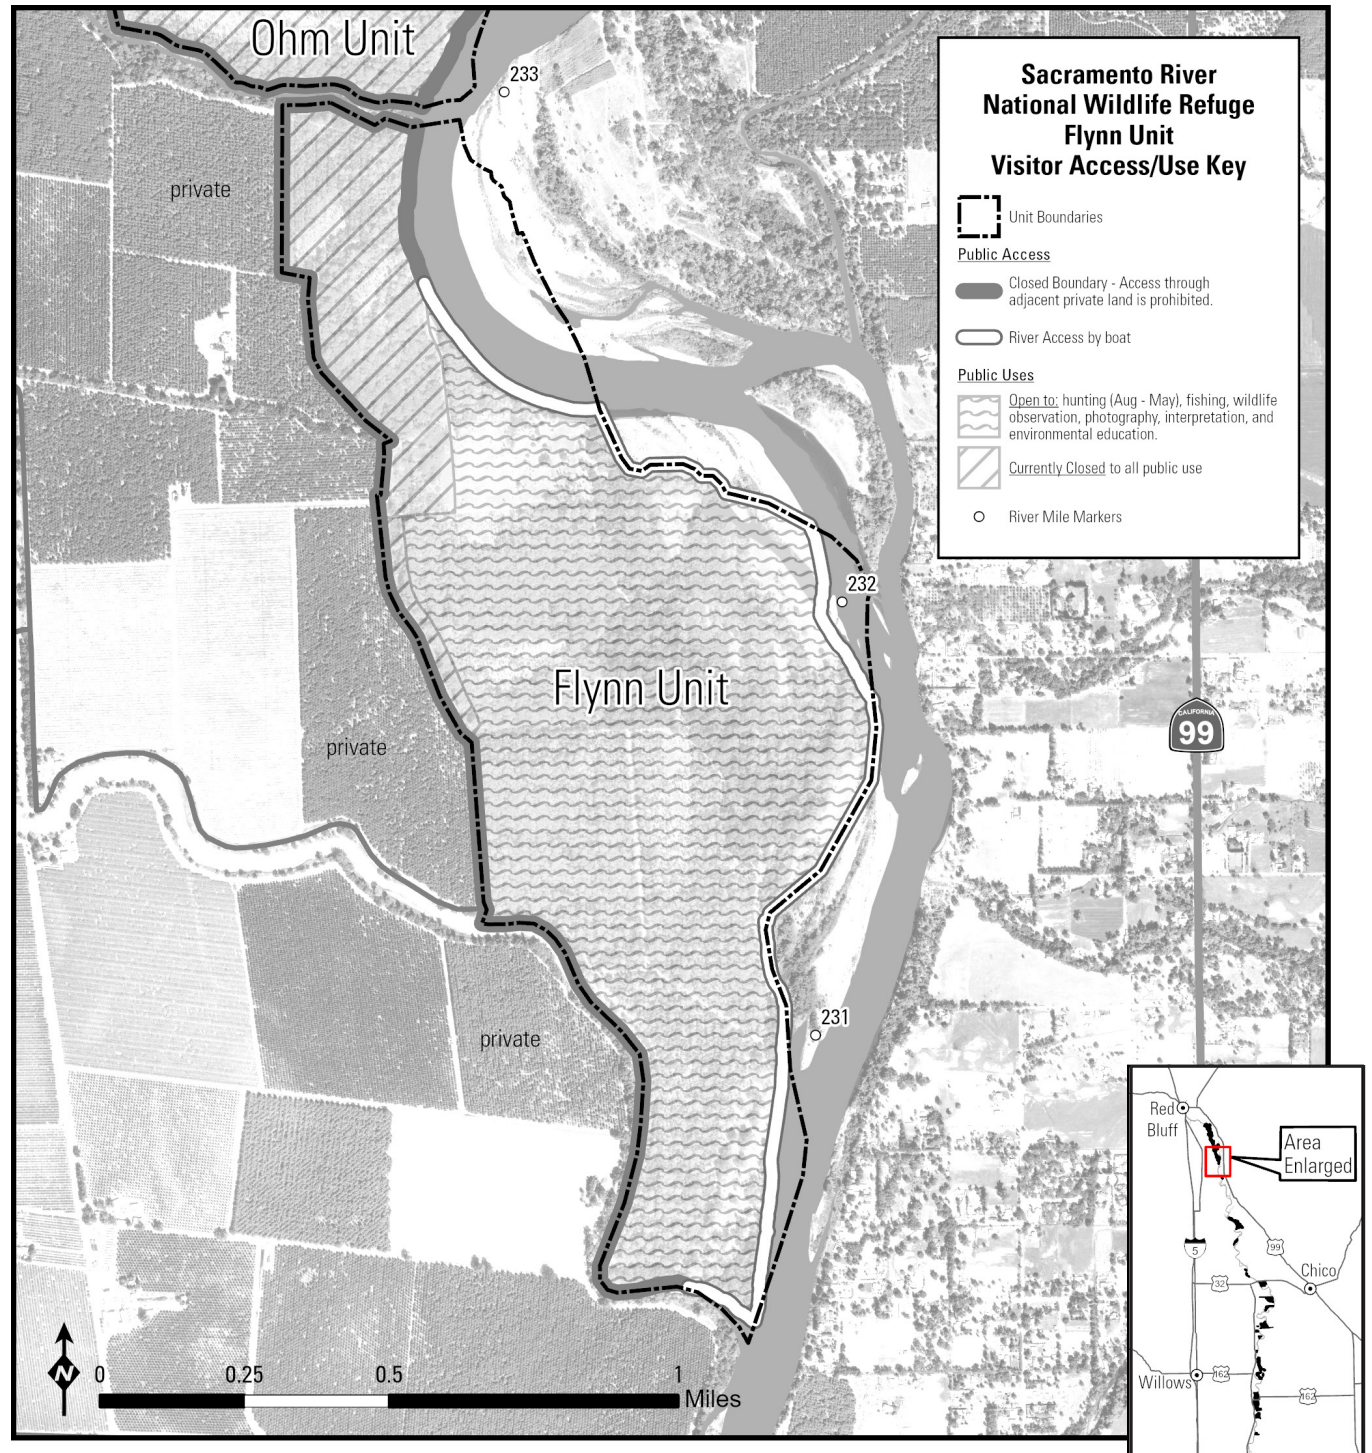 Ohm Unit
233
Sacramento River
National Wildlife Refuge
Flynn Unit
Visitor Access/Use Key
Unit Boundaries
Public Access
Closed Boundary - Access through
adjacent private land is prohibited.
River Access by boat
Public Uses
Open to: hunting (Aug - May), fishing, wildlife
observation, photography, interpretation, and
environmental education.
Currently Closed to all public use
River Mile Markers
private
232
Flynn Unit
CALIFORNIA
99
private
231
private
Red
Bluff
Area
Enlarged
5
99
Chico
32
Willows
162
162
N
0 0.25 0.5 1
Miles